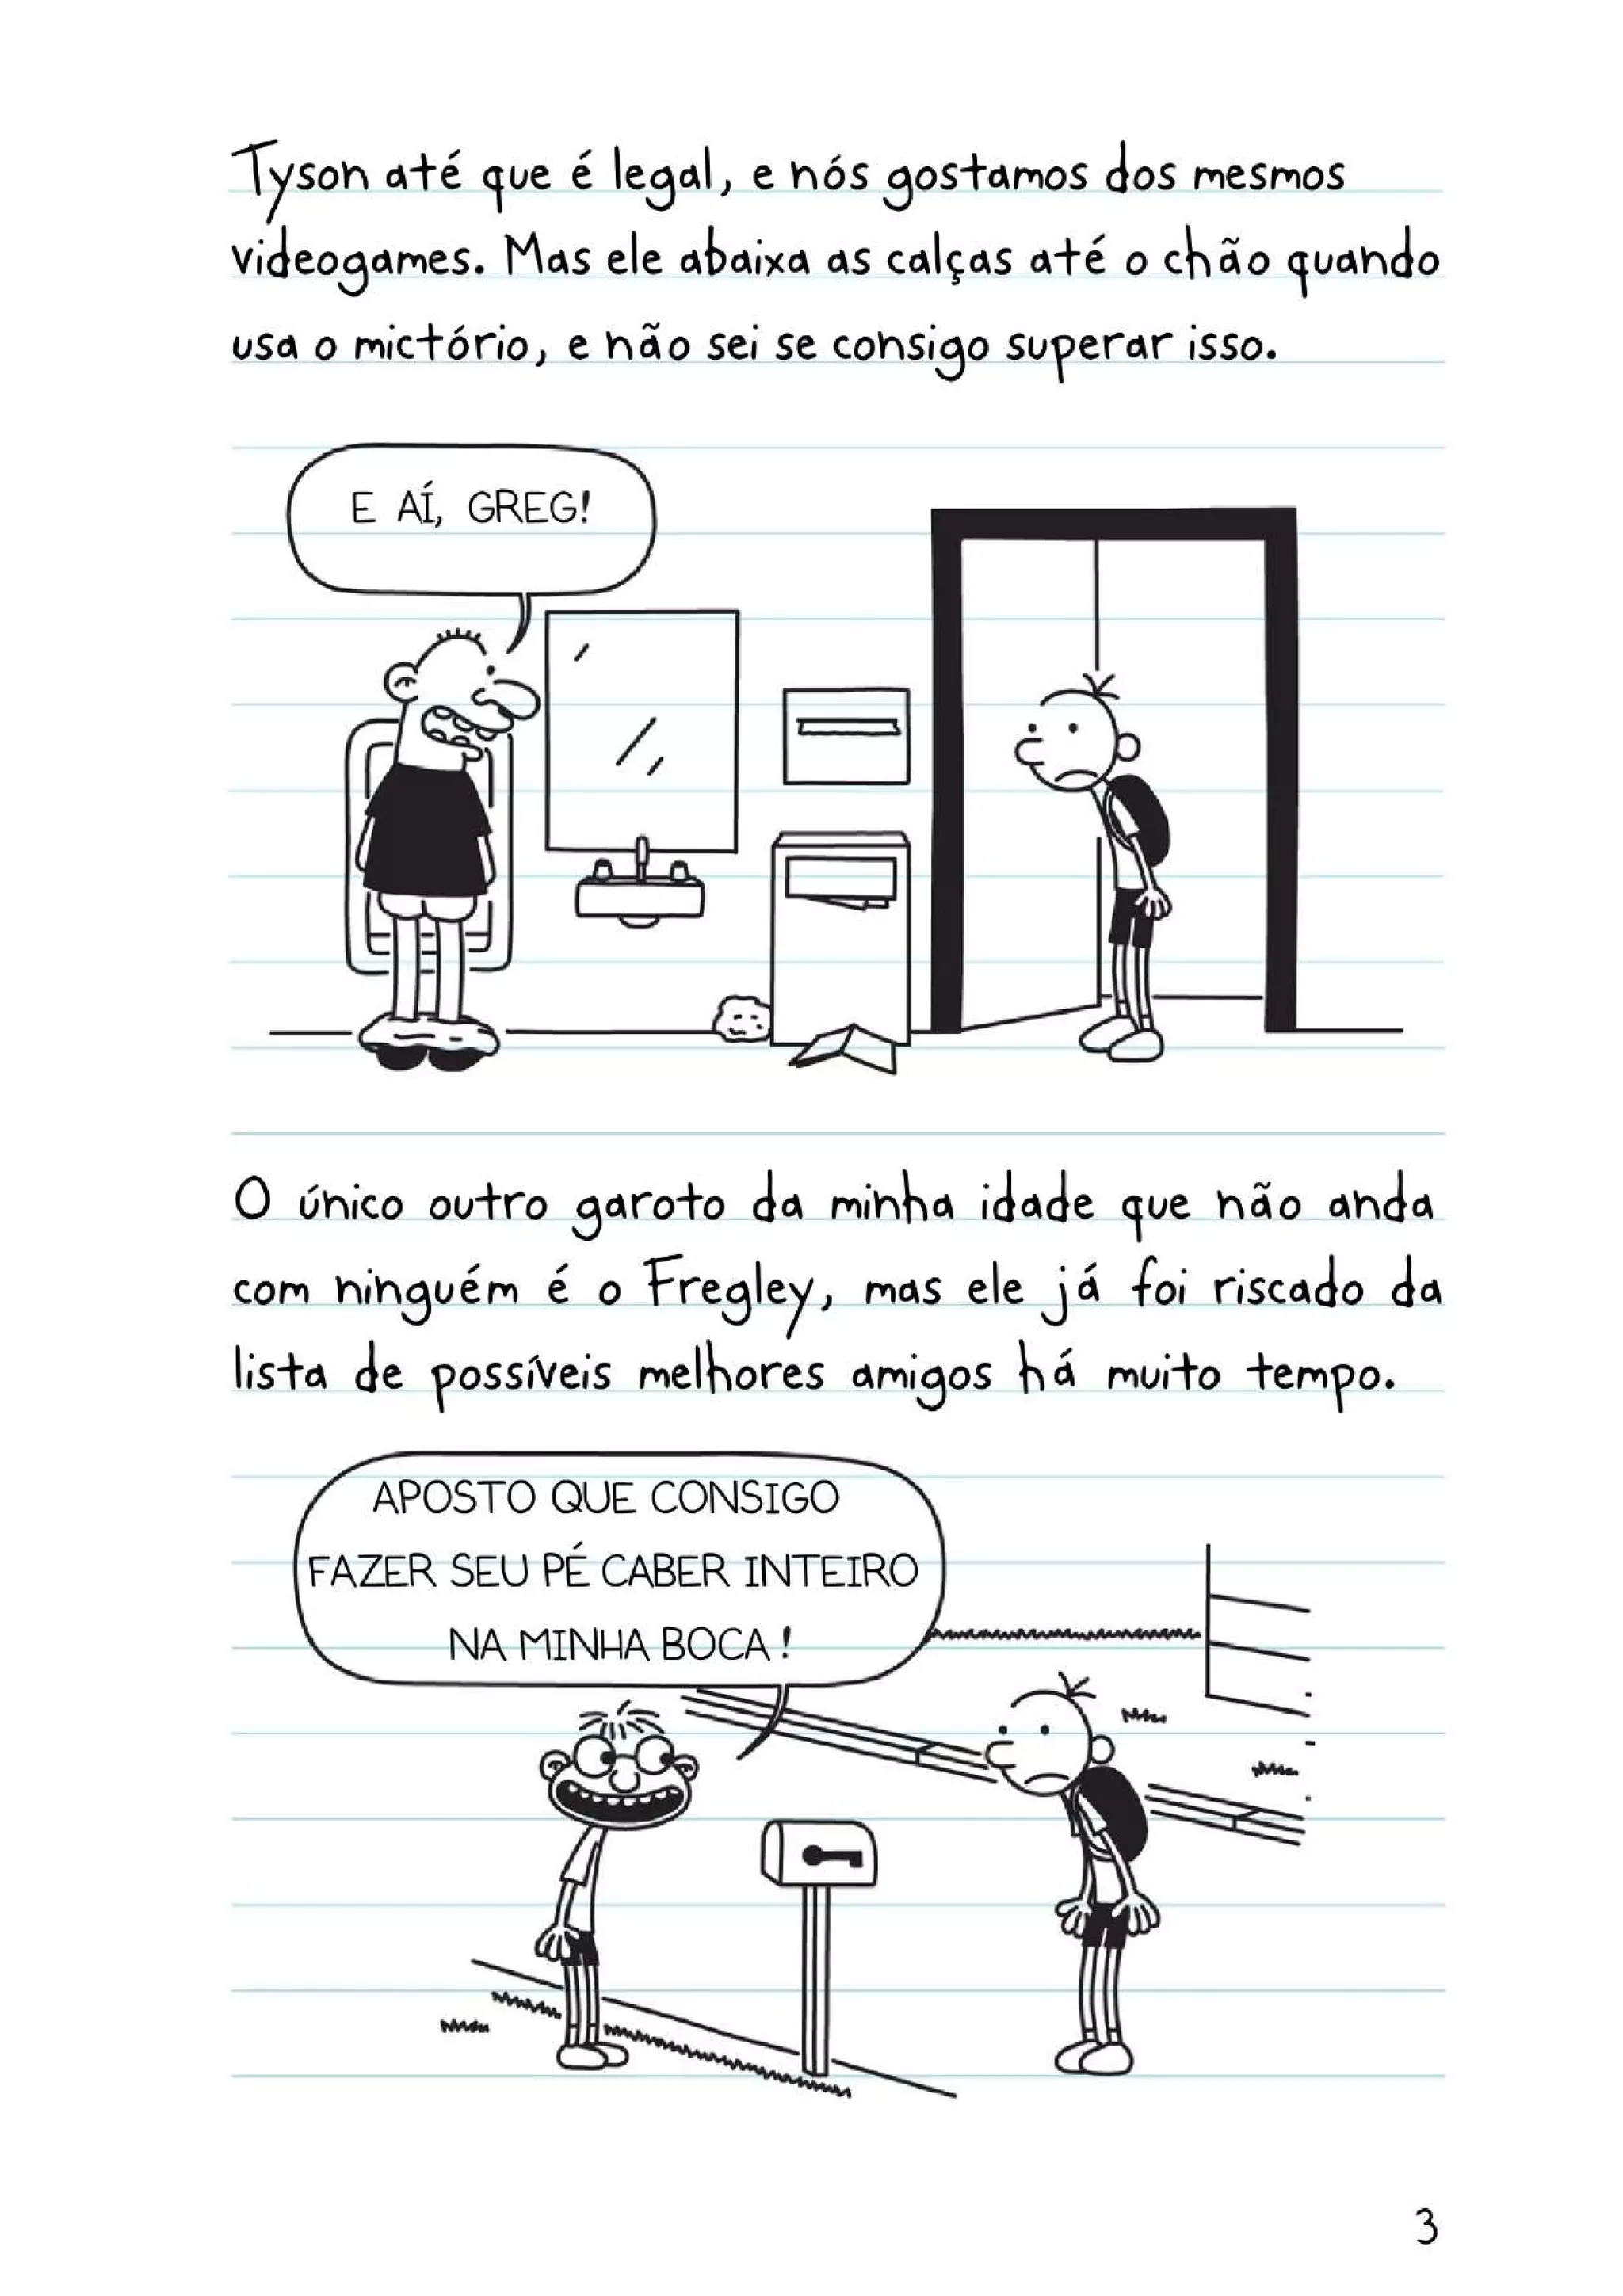 Tyson até que é legal, e nós gostamos dos mesmos
videogames. Mas ele abaixa as calças até o chão quando
usa o mictório, e não sei se consigo superar isso.
E AÍ, GREG!
O único outro garoto da minha idade que não anda
com ninguém é o Fregley, mas ele já foi riscado da
lista de possíveis melhores amigos há muito tempo.
APOSTO QUE CONSIGO
FAZER SEU PÉ CABER INTEIRO
NA MINHA BOCA!
3